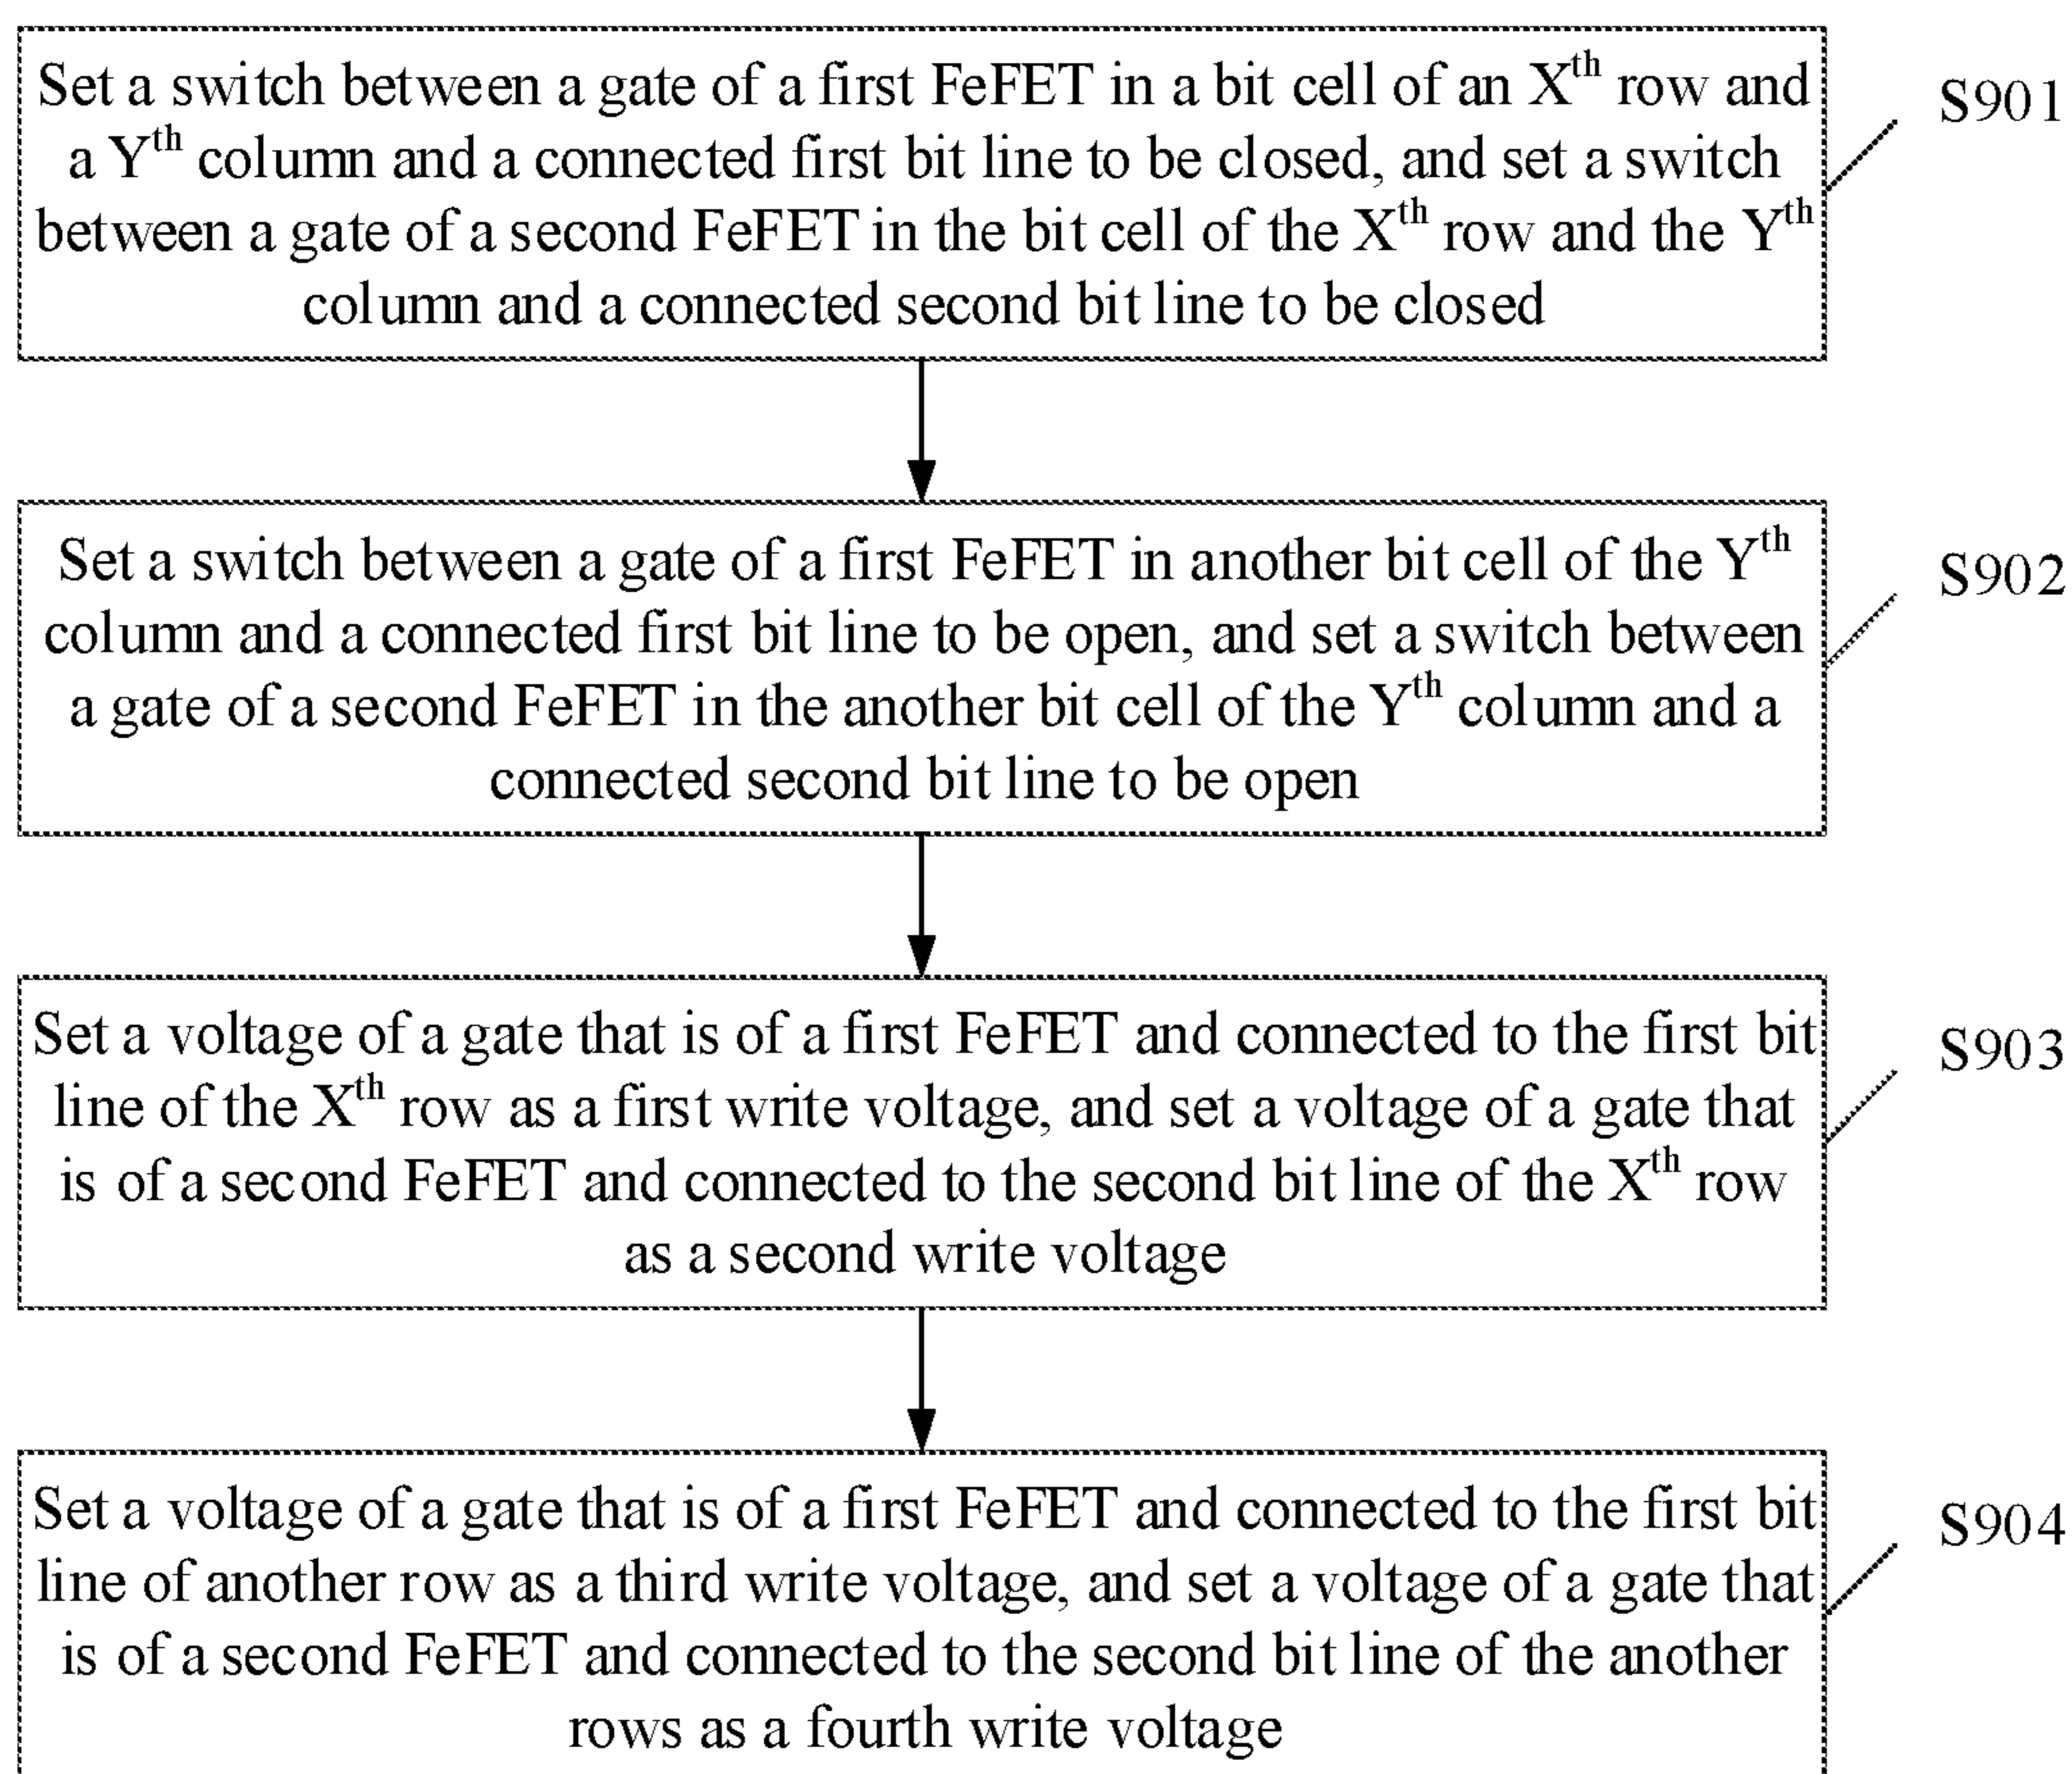 Set a switch between a gate of a first FeFET in a bit cell of an Xth row and
a Yth column and a connected first bit line to be closed, and set a switch
between a gate of a second FeFET in the bit cell of the Xth row and the Yth
column and a connected second bit line to be closed
S901
Set a switch between a gate of a first FeFET in another bit cell of the Yth
column and a connected first bit line to be open, and set a switch between
a gate of a second FeFET in the another bit cell of the Yth column and a
connected second bit line to be open
S902
Set a voltage of a gate that is of a first FeFET and connected to the first bit
line of the Xth row as a first write voltage, and set a voltage of a gate that
is of a second FeFET and connected to the second bit line of the Xth row
as a second write voltage
S903
Set a voltage of a gate that is of a first FeFET and connected to the first bit
line of another row as a third write voltage, and set a voltage of a gate that
is of a second FeFET and connected to the second bit line of the another
rows as a fourth write voltage
S904